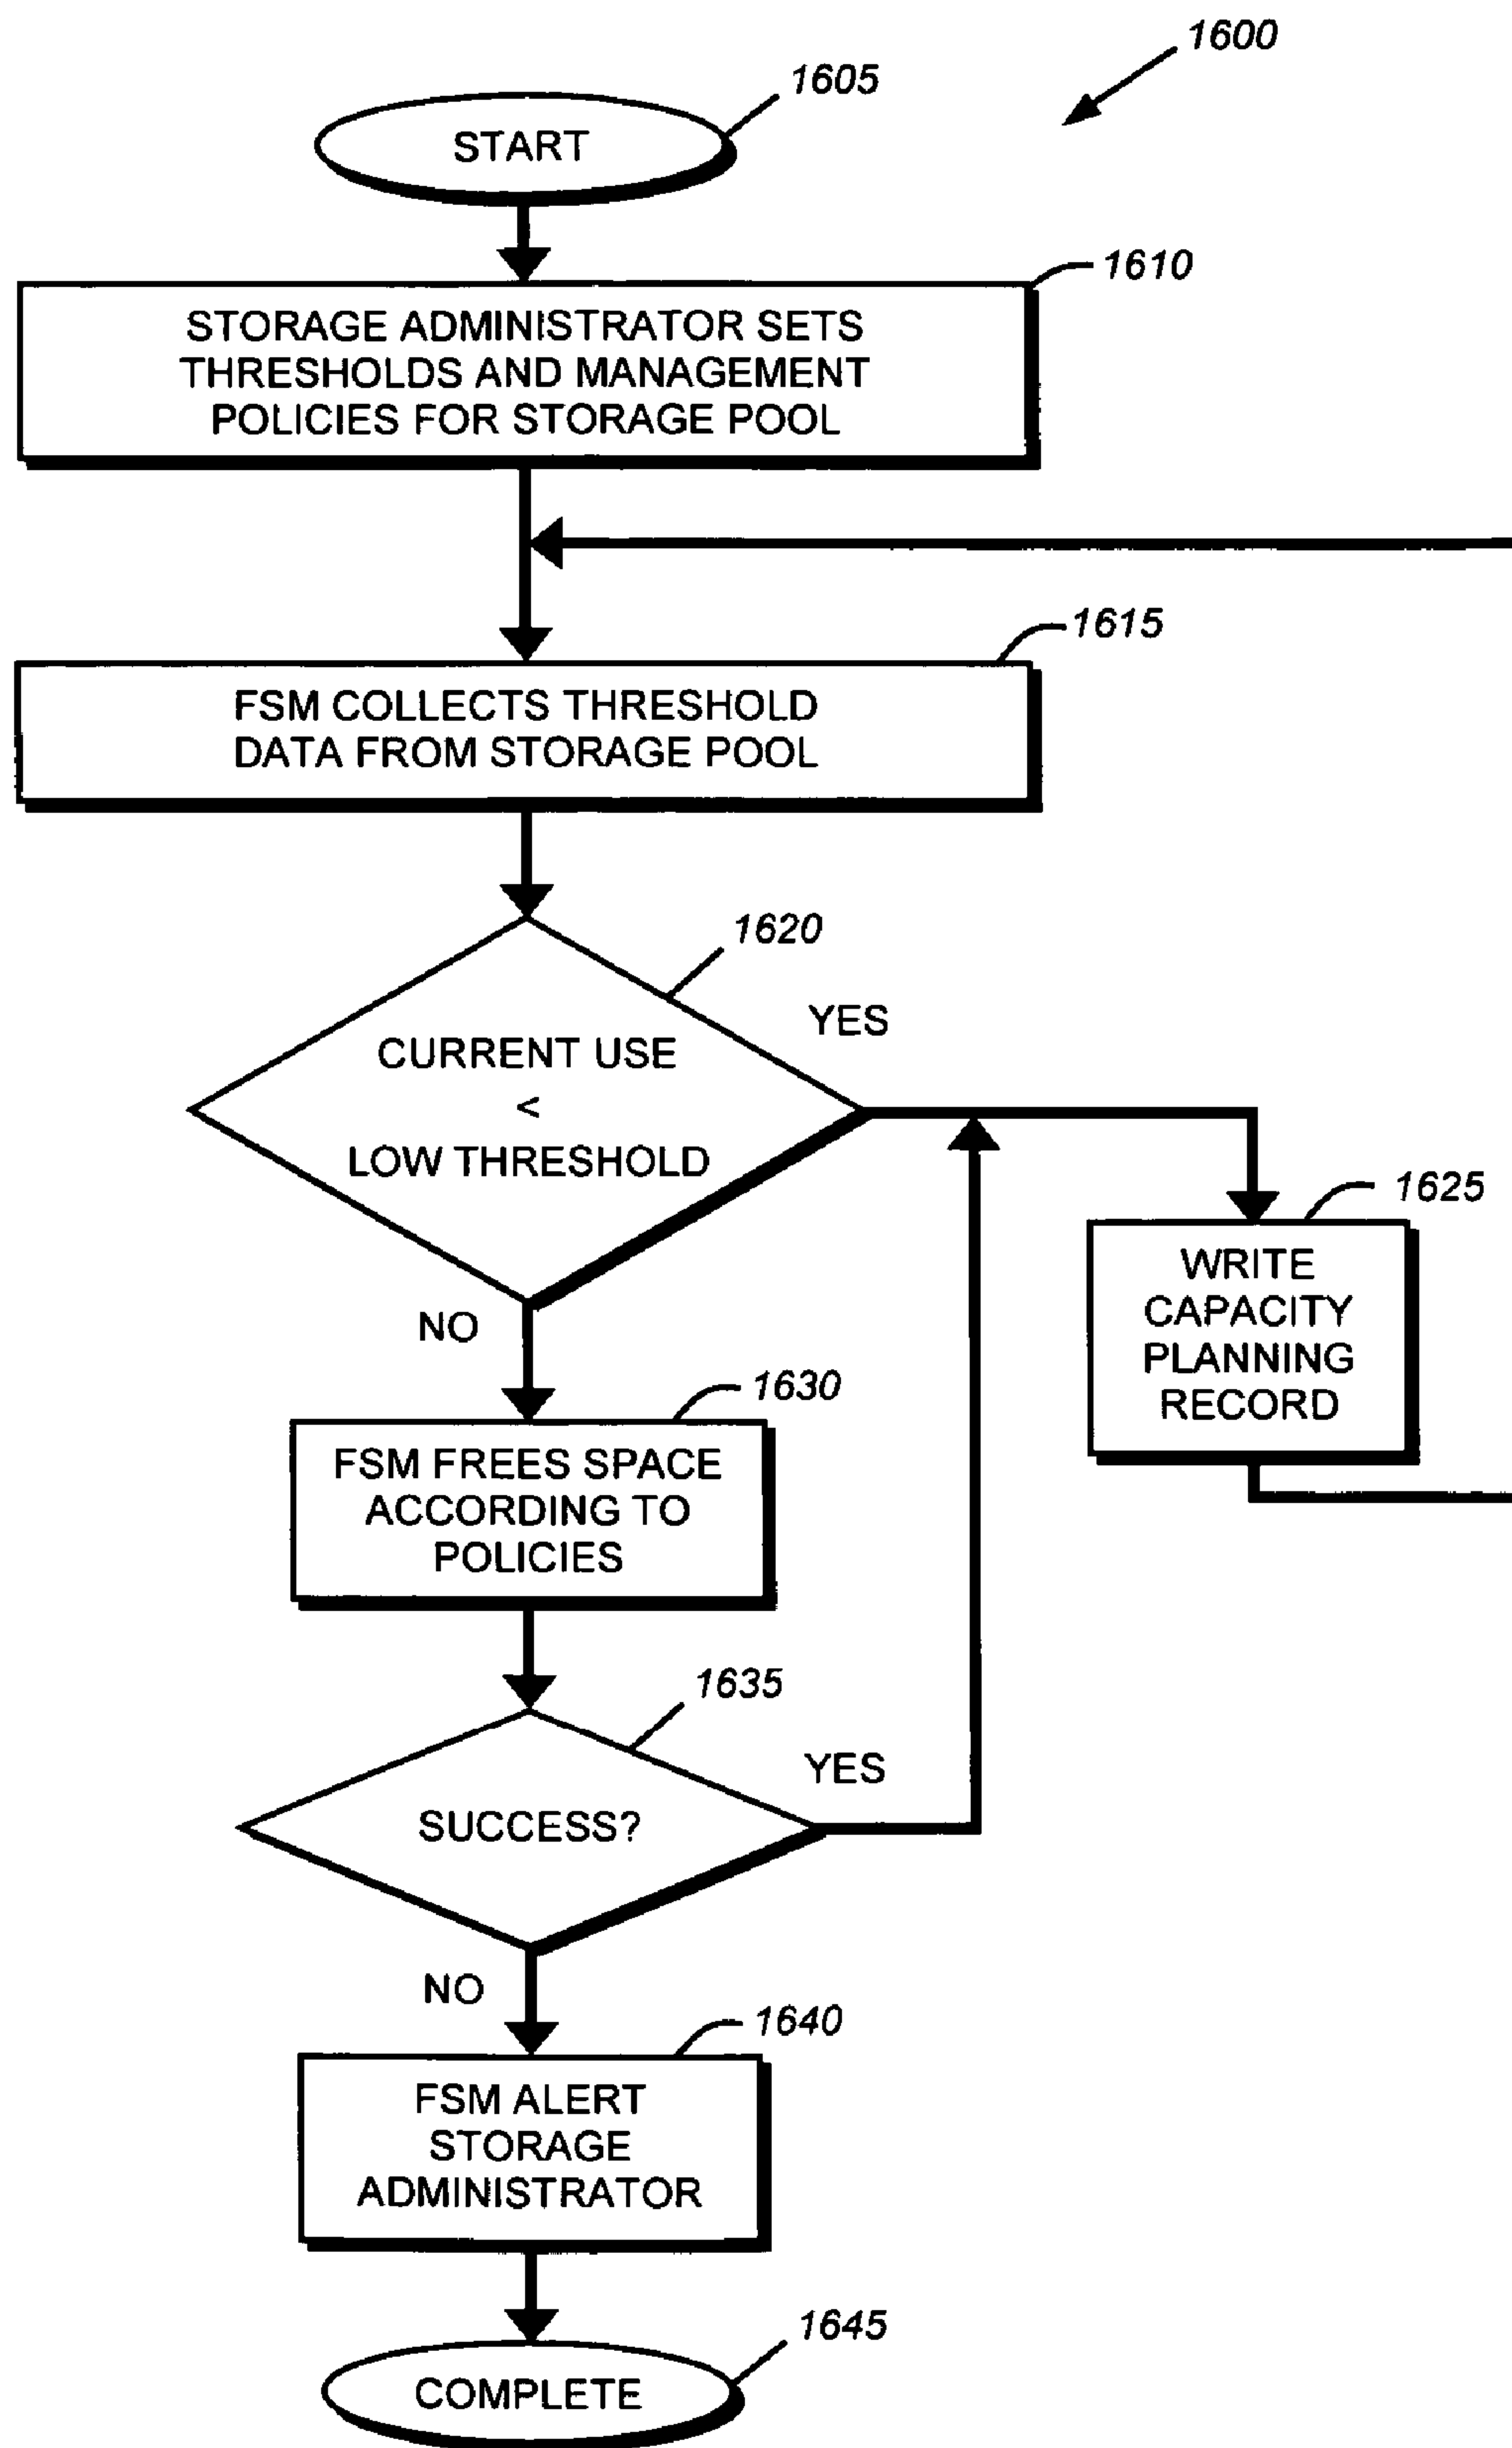 1600
1605
START
1610
STORAGE ADMINISTRATOR SETS
THRESHOLDS AND MANAGEMENT
POLICIES FOR STORAGE POOL
1615
FSM COLLECTS THRESHOLD
DATA FROM STORAGE POOL
1620
YES
CURRENT USE
<
LOW THRESHOLD
1625
WRITE
CAPACITY
PLANNING
RECORD
NO
1630
FSM FREES SPACE
ACCORDING TO
POLICIES
1635
YES
SUCCESS?
NO
1640
FSM ALERT
STORAGE
ADMINISTRATOR
1645
COMPLETE